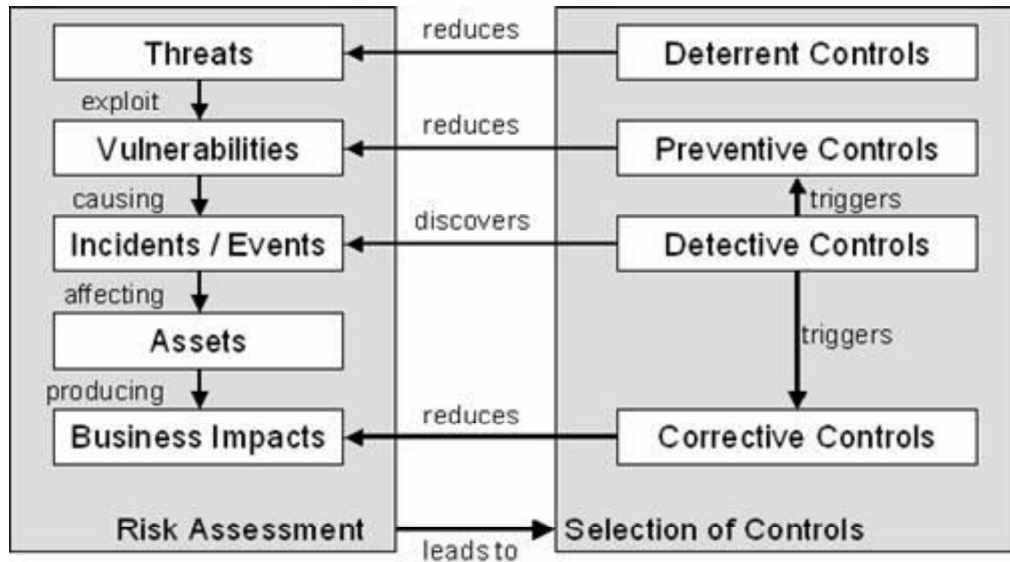 Threats
reduces
Deterrent Controls
exploit
Vulnerabilities
reduces
Preventive Controls
causing
triggers
Incidents / Events
discovers
Detective Controls
affecting
Assets
triggers
producing
Business Impacts
reduces
Corrective Controls
Risk Assessment
leads to
Selection of Controls